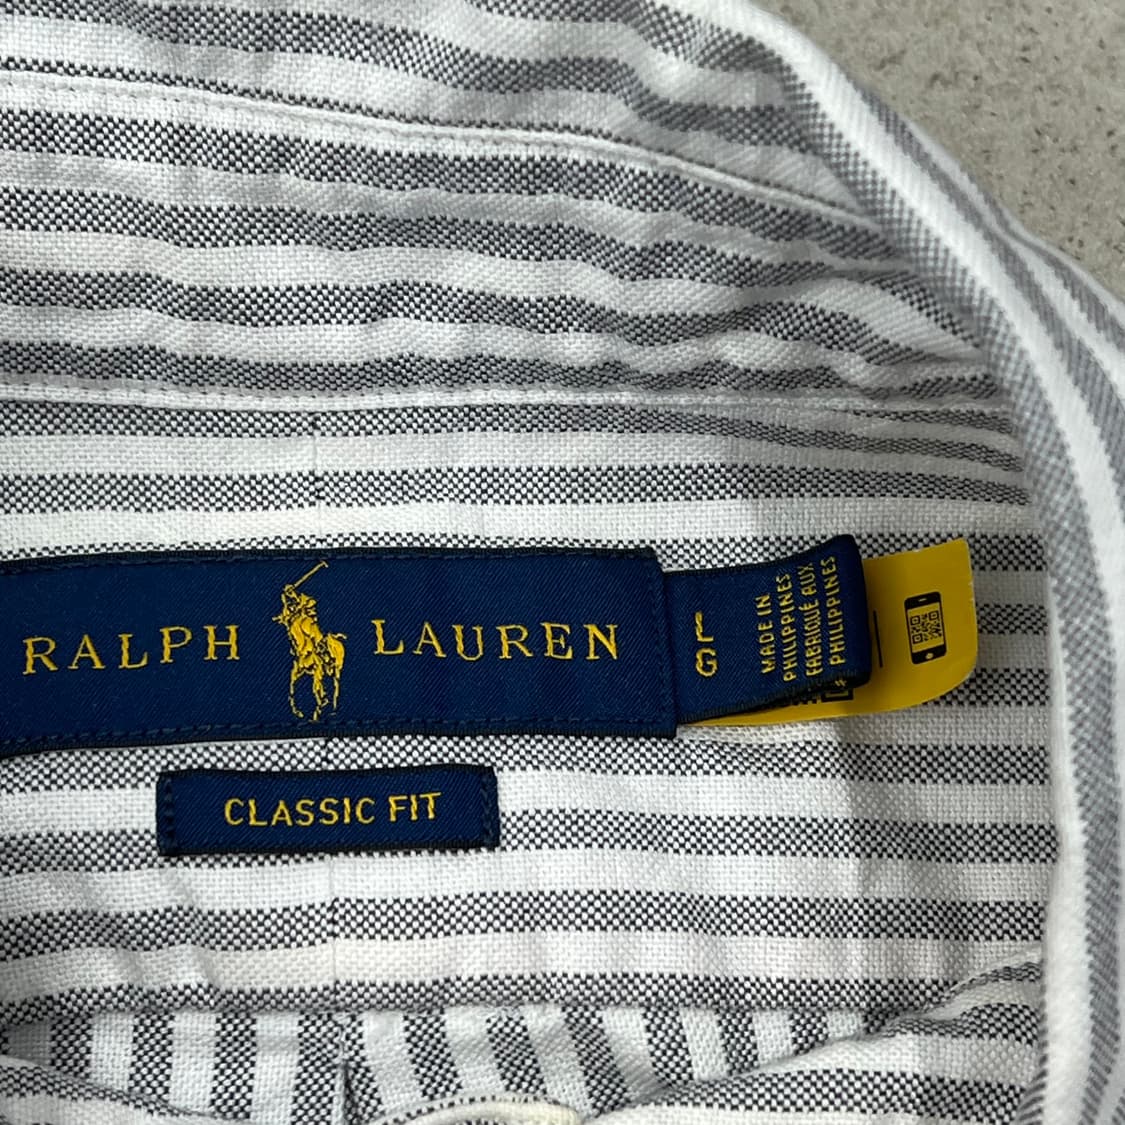 RALPH LAUREN
L
G
MADE IN
PHILIPPINES
FABRIQUÉ AUX
PHILIPPINES
CLASSIC FIT